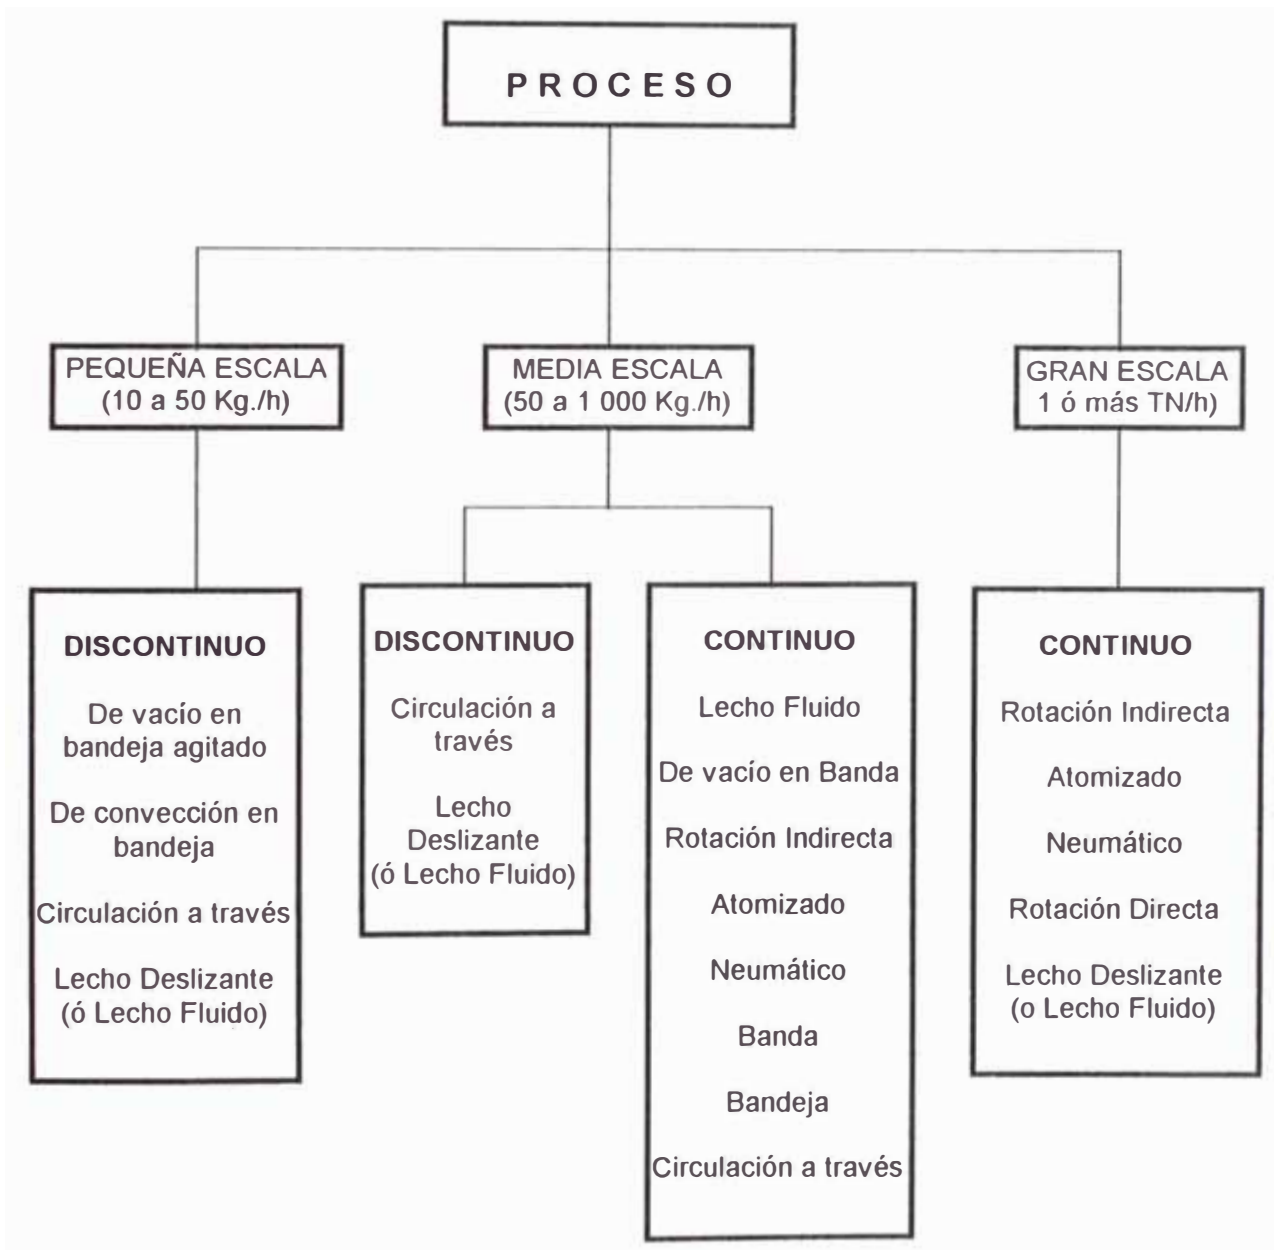 PROCESO
PEQUEÑA ESCALA
(10 a 50 Kg./h)
MEDIA ESCALA
(50 a 1 000 Kg./h)
GRAN ESCALA
1 ó más TN/h)
DISCONTINUO
De vacío en
bandeja agitado
De convección en
bandeja
Circulación a través
Lecho Deslizante
(ó Lecho Fluido)
DISCONTINUO
Circulación a
través
Lecho
Deslizante
(ó Lecho Fluido)
CONTINUO
Lecho Fluido
De vacío en Banda
Rotación Indirecta
Atomizado
Neumático
Banda
Bandeja
Circulación a través
CONTINUO
Rotación Indirecta
Atomizado
Neumático
Rotación Directa
Lecho Deslizante
(o Lecho Fluido)